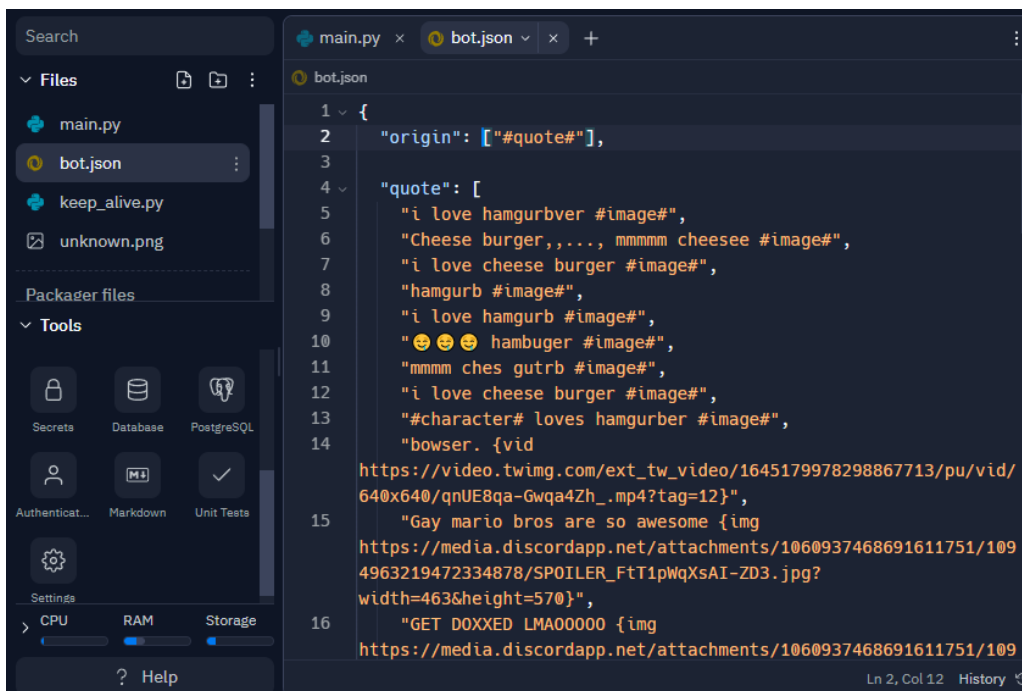 Search
Files
main.py
bot.json
keep_alive.py
unknown.png
Packager files
Tools
Secrets
Database
PostgreSQL
Authenticat...
Markdown
Unit Tests
Settings
CPU RAM Storage
? Help
main.py × bot.json × +
bot.json
1 {
2 "origin": ["#quote#"],
3
4 "quote": [
5 "i love hamgurbver #image#",
6 "Cheese burger,,..., mmmmm cheesee #image#",
7 "i love cheese burger #image#",
8 "hamgurb #image#",
9 "i love hamgurb #image#",
10 "🤤🤤🤤 hambuger #image#",
11 "mmmm ches gutrb #image#",
12 "i love cheese burger #image#",
13 "#character# loves hamgurber #image#",
14 "bowser. {vid
https://video.twimg.com/ext_tw_video/1645179978298867713/pu/vid/
640x640/qnUE8qa-Gwqa4Zh_.mp4?tag=12}",
15 "Gay mario bros are so awesome {img
https://media.discordapp.net/attachments/1060937468691611751/109
4963219472334878/SPOILER_FtT1pWqXsAI-ZD3.jpg?
width=463&height=570}",
16 "GET DOXXED LMAOOOOO {img
https://media.discordapp.net/attachments/1060937468691611751/109
Ln 2, Col 12 History